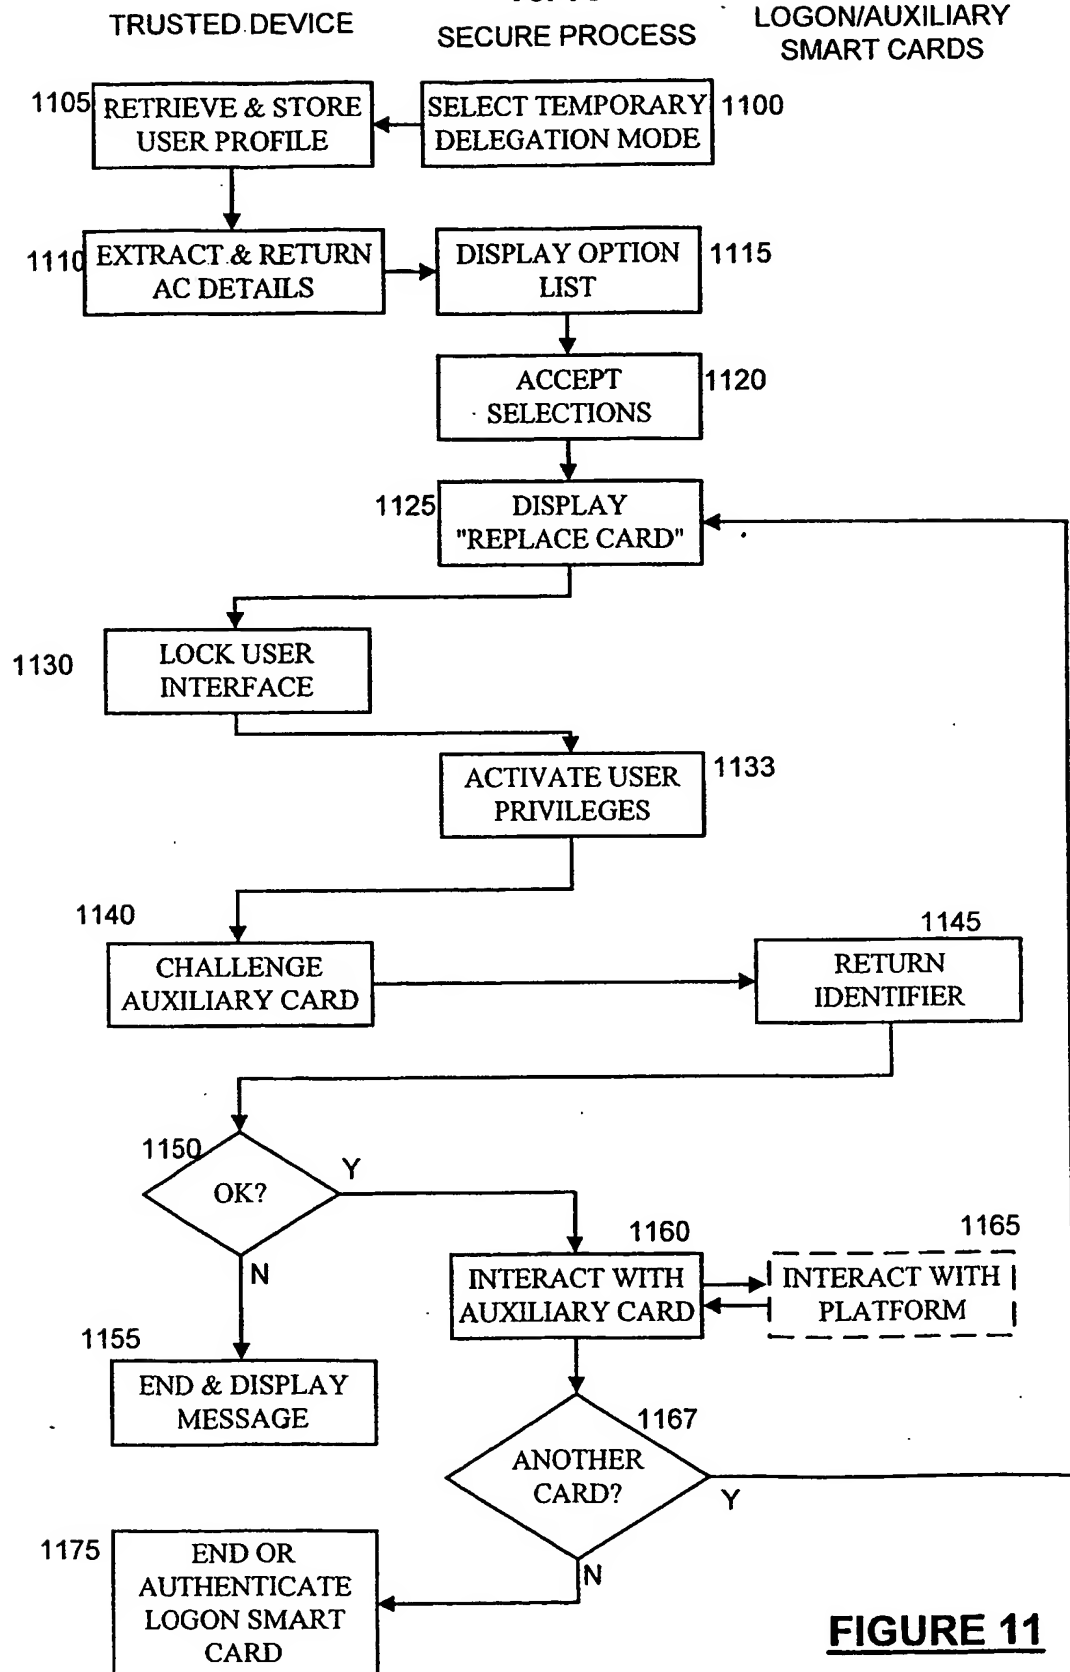 TRUSTED DEVICE
SECURE PROCESS
LOGON/AUXILIARY
SMART CARDS
1105
RETRIEVE & STORE
USER PROFILE
SELECT TEMPORARY
DELEGATION MODE
1100
1110
EXTRACT & RETURN
AC DETAILS
DISPLAY OPTION
LIST
1115
ACCEPT
SELECTIONS
1120
1125
DISPLAY
"REPLACE CARD"
1130
LOCK USER
INTERFACE
ACTIVATE USER
PRIVILEGES
1133
1140
CHALLENGE
AUXILIARY CARD
1145
RETURN
IDENTIFIER
1150
OK?
Y
N
1155
END & DISPLAY
MESSAGE
1160
INTERACT WITH
AUXILIARY CARD
1165
INTERACT WITH
PLATFORM
1167
ANOTHER
CARD?
Y
N
1175
END OR
AUTHENTICATE
LOGON SMART
CARD
FIGURE 11